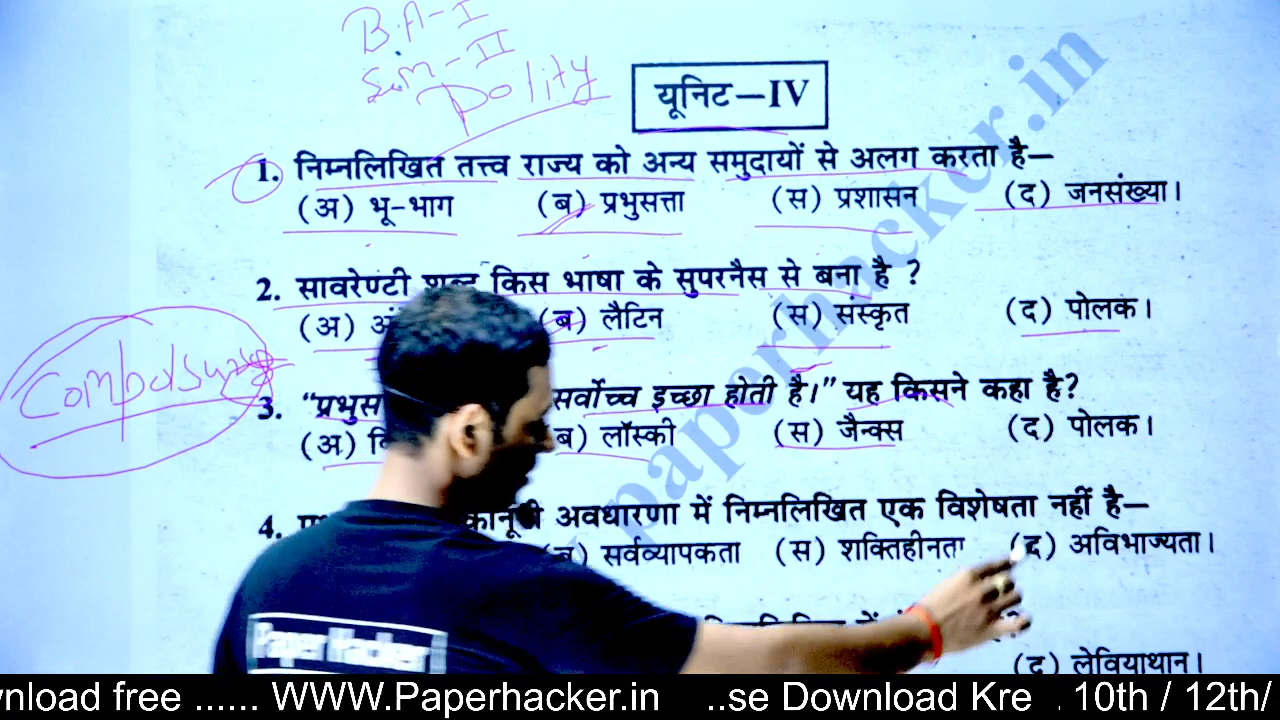 B.A-I
Sem-II
polity
यूनिट-IV
1. निम्नलिखित तत्त्व राज्य को अन्य समुदायों से अलग करता है—
(अ) भू-भाग (ब) प्रभुसत्ता (स) प्रशासन (द) जनसंख्या।
2. सावरेण्टी शब्द किस भाषा के सुपरनैस से बना है ?
(अ) (ब) लैटिन (स) संस्कृत (द) पोलक।
3. “प्रभुस सर्वोच्च इच्छा होती है।” यह किसने कहा है?
(अ) (ब) लॉस्की (स) जैन्क्स (द) पोलक।
4. कानूनी अवधारणा में निम्नलिखित एक विशेषता नहीं है—
(ब) सर्वव्यापकता (स) शक्तिहीनता (द) अविभाज्यता।
(द) लेवियाथान।
paperhacker.in
Paper Hacker
wnload free ...... WWW.Paperhacker.in ..se Download Kre . 10th / 12th/